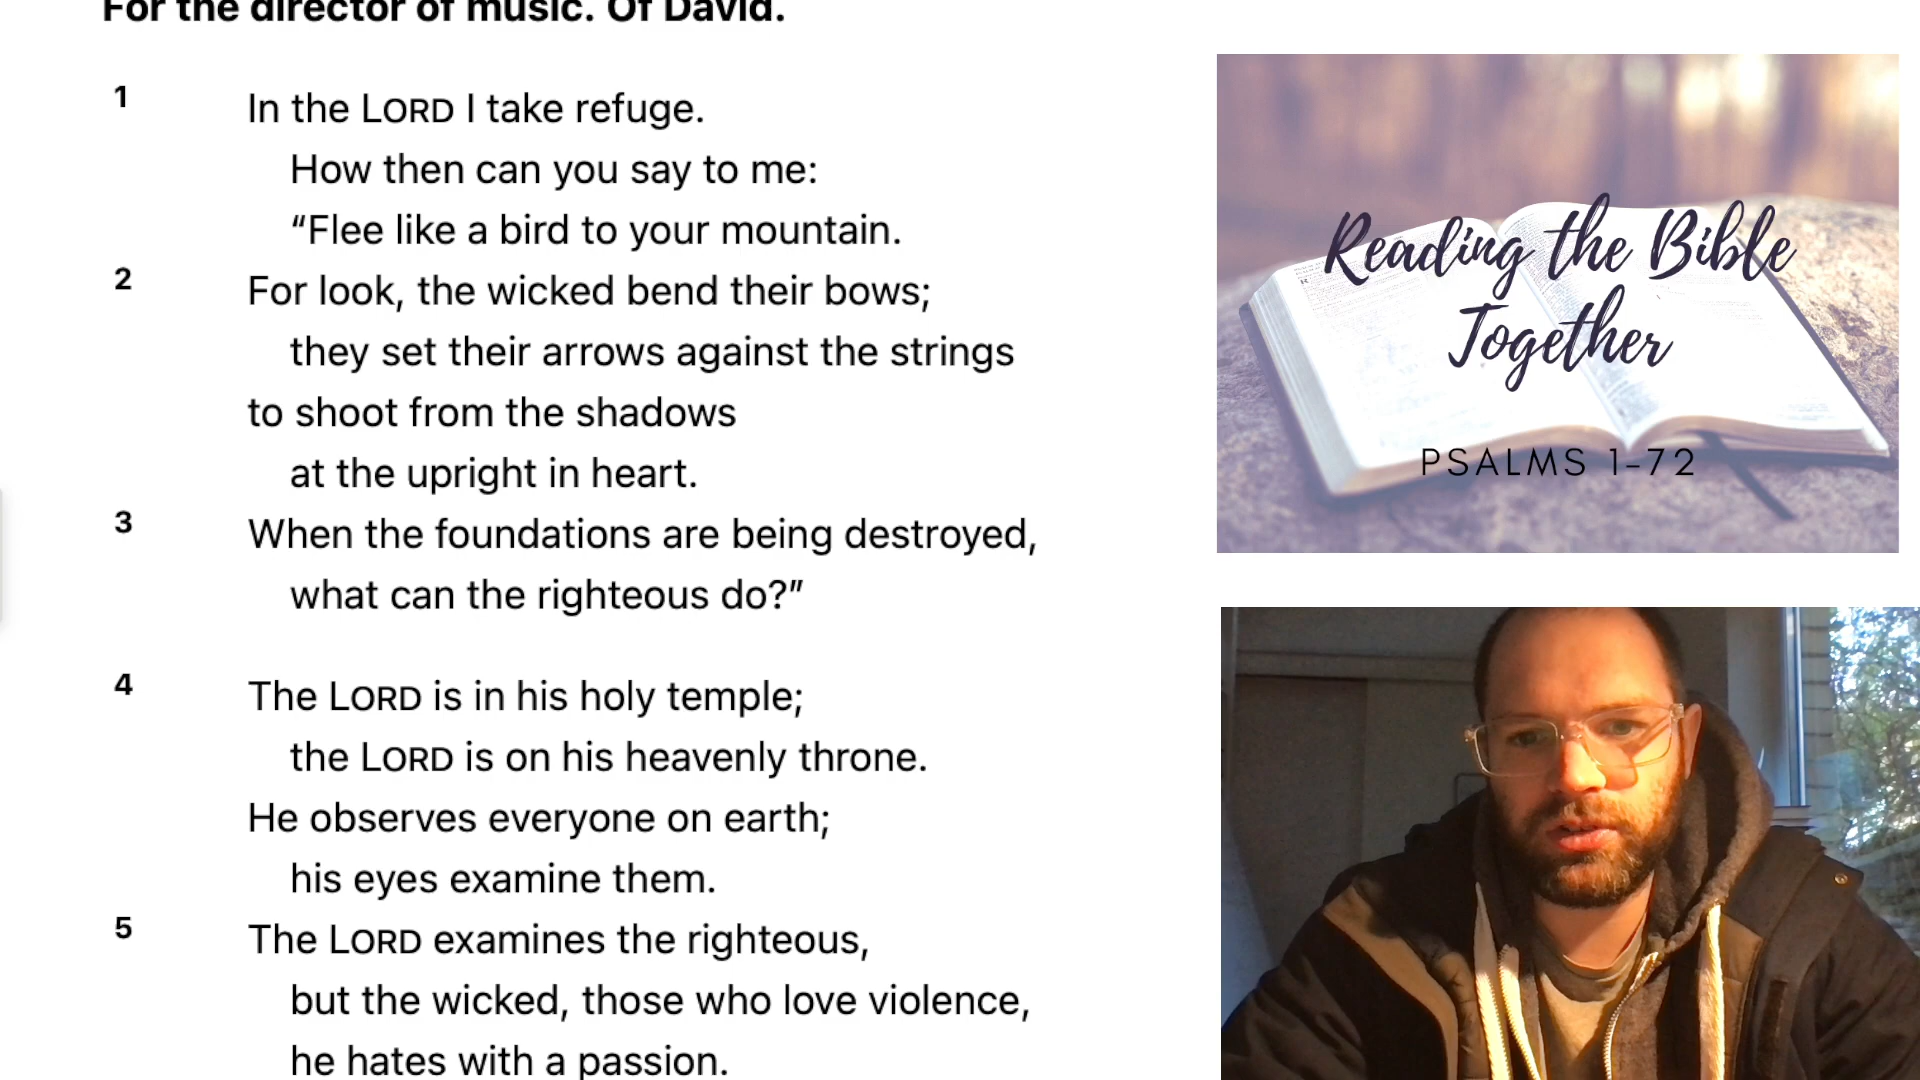 For the director of music. Of David.
1 In the LORD I take refuge.
How then can you say to me:
“Flee like a bird to your mountain.
2 For look, the wicked bend their bows;
they set their arrows against the strings
to shoot from the shadows
at the upright in heart.
3 When the foundations are being destroyed,
what can the righteous do?”
4 The LORD is in his holy temple;
the LORD is on his heavenly throne.
He observes everyone on earth;
his eyes examine them.
5 The LORD examines the righteous,
but the wicked, those who love violence,
he hates with a passion.
Reading the Bible
Together
PSALMS 1-72